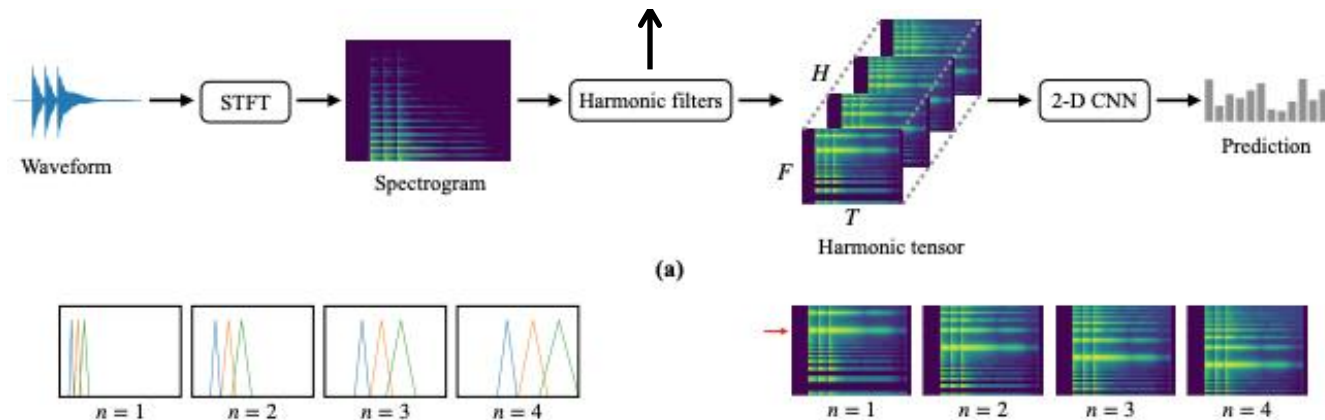 STFT
Harmonic filters
H
2-D CNN
Waveform
Spectrogram
F
T
Prediction
Harmonic tensor
(a)
n = 1
n = 2
n = 3
n = 4
n = 1
n = 2
n = 3
n = 4